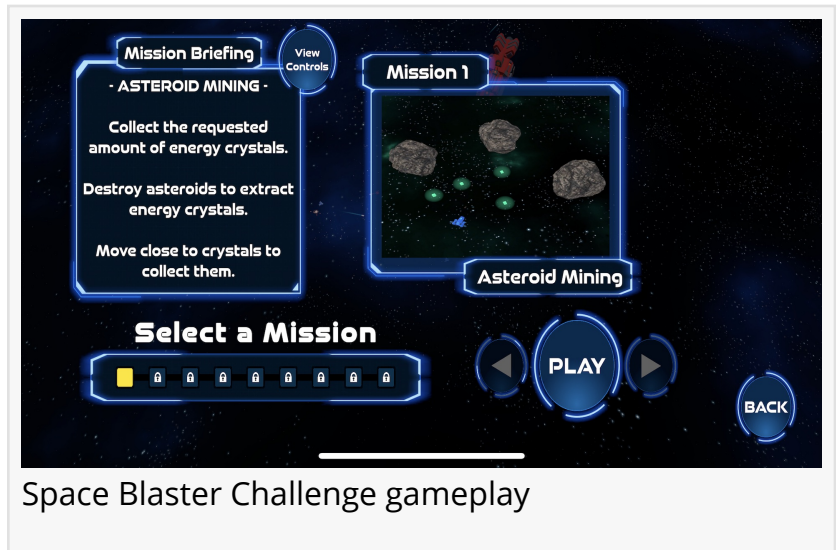 Mission Briefing
View
Controls
- ASTEROID MINING -
Collect the requested
amount of energy crystals.
Destroy asteroids to extract
energy crystals.
Move close to crystals to
collect them.
Mission 1
Asteroid Mining
Select a Mission
PLAY
BACK
Space Blaster Challenge gameplay